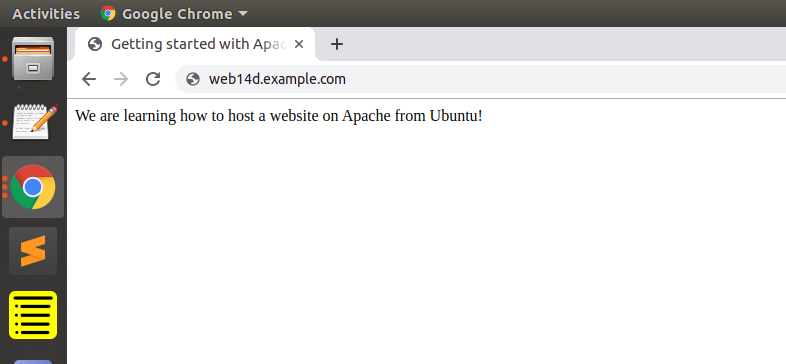 Activities Google Chrome
Getting started with Apac
web14d.example.com
We are learning how to host a website on Apache from Ubuntu!